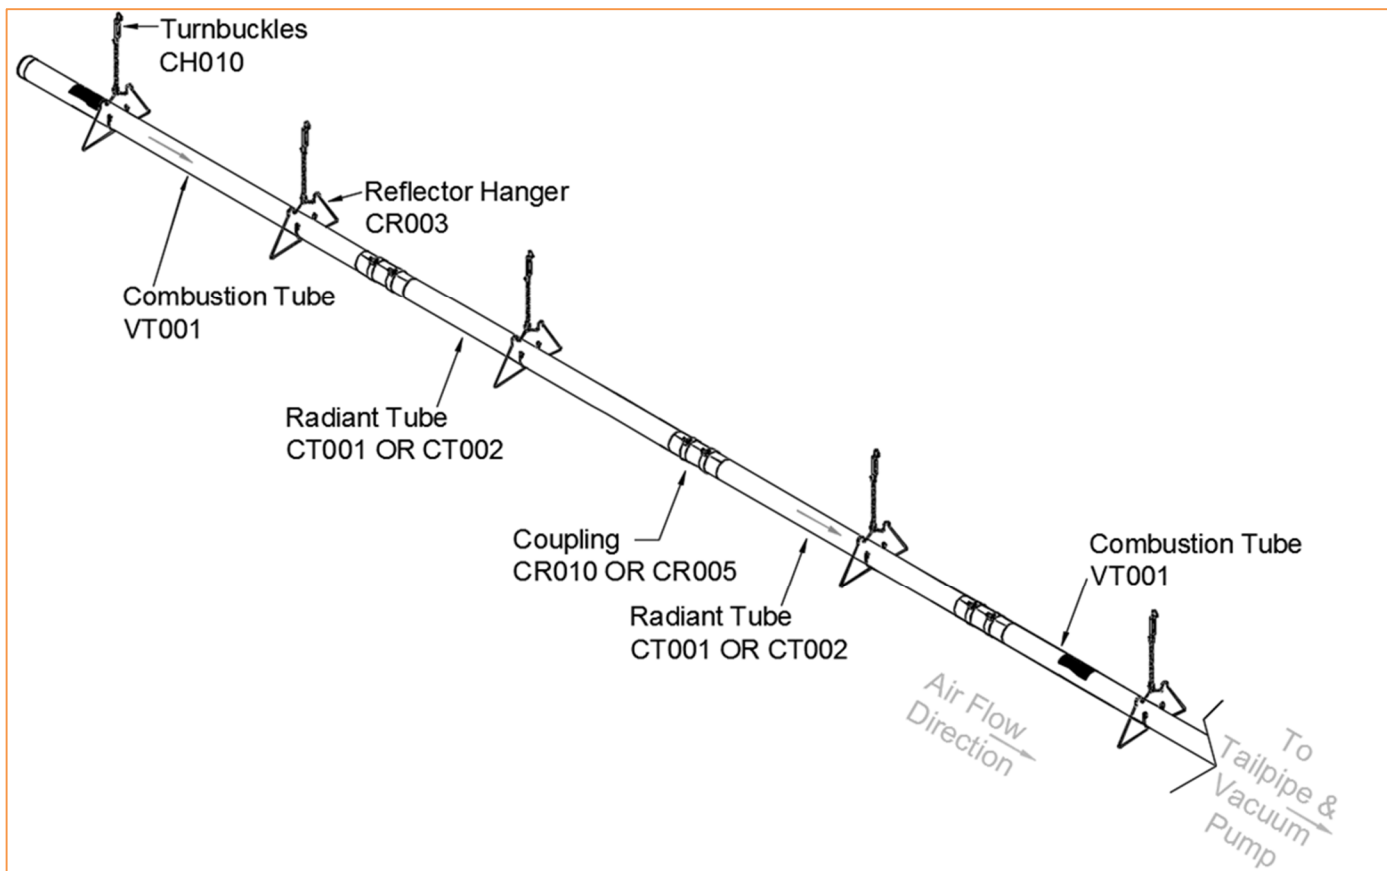 Turnbuckles
CH010
Reflector Hanger
CR003
Combustion Tube
VT001
Radiant Tube
CT001 OR CT002
Coupling
CR010 OR CR005
Radiant Tube
CT001 OR CT002
Combustion Tube
VT001
Air Flow
Direction
To
Tailpipe &
Vacuum
Pump